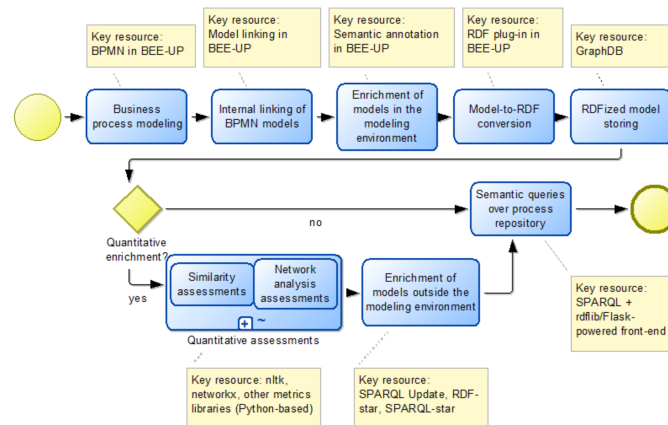 Key resource:
BPMN in BEE-UP
Key resource:
Model linking in
BEE-UP
Key resource:
Semantic annotation
in BEE-UP
Key resource:
RDF plug-in in
BEE-UP
Key resource:
GraphDB
Business
process modeling
Internal linking of
BPMN models
Enrichment of
models in the
modeling
environment
Model-to-RDF
conversion
RDFized model
storing
Quantitative
enrichment?
no
yes
Semantic queries
over process
repository
Similarity
assessments
Network
analysis
assessments
+ ~
Quantitative assessments
Enrichment of
models outside the
modeling environment
Key resource:
SPARQL +
rdflib/Flask-
powered front-end
Key resource: nltk,
networkx, other metrics
libraries (Python-based)
Key resource:
SPARQL Update, RDF-
star, SPARQL-star